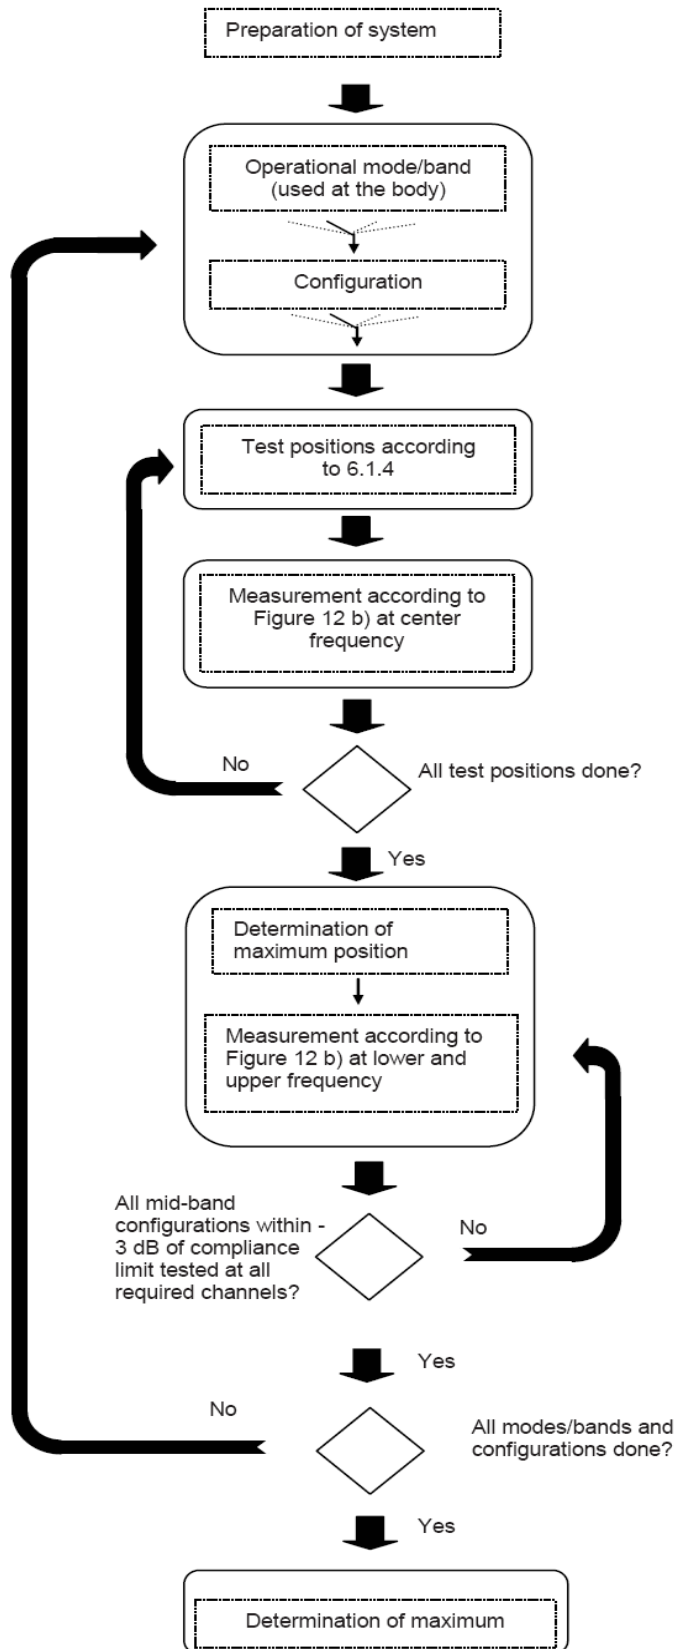 Preparation of system
Operational mode/band
(used at the body)
Configuration
Test positions according
to 6.1.4
Measurement according to
Figure 12 b) at center
frequency
No
All test positions done?
Yes
Determination of
maximum position
Measurement according to
Figure 12 b) at lower and
upper frequency
All mid-band
configurations within -
3 dB of compliance
limit tested at all
required channels?
No
Yes
No
All modes/bands and
configurations done?
Yes
Determination of maximum